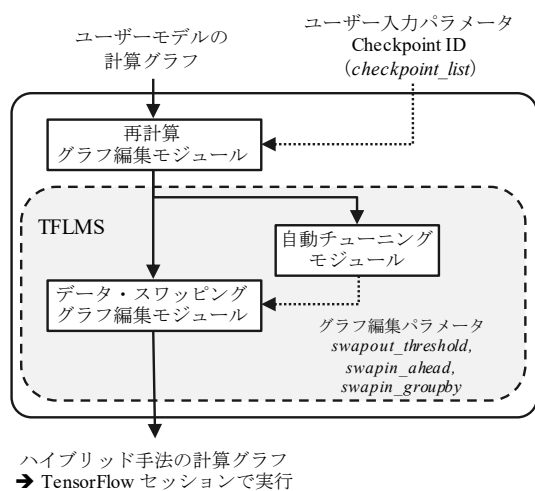 ユーザーモデルの
計算グラフ
ユーザー入力パラメータ
Checkpoint ID
（checkpoint_list）
再計算
グラフ編集モジュール
TFLMS
自動チューニング
モジュール
データ・スワッピング
グラフ編集モジュール
グラフ編集パラメータ
swapout_threshold,
swapin_ahead,
swapin_groupby
ハイブリッド手法の計算グラフ
➔ TensorFlow セッションで実行